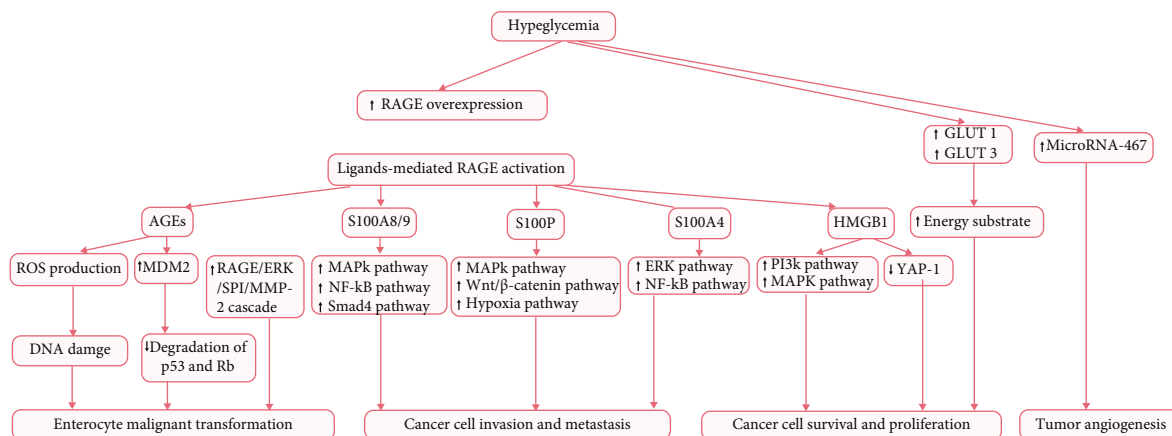 Hypeglycemia
↑ RAGE overexpression
↑ GLUT 1
↑ GLUT 3
↑MicroRNA-467
Ligands-mediated RAGE activation
AGEs
S100A8/9
S100P
S100A4
HMGB1
↑Energy substrate
ROS production
↑MDM2
↑RAGE/ERK
/SPI/MMP-
2 cascade
↑ MAPk pathway
↑ NF-kB pathway
↑ Smad4 pathway
↑ MAPk pathway
↑ Wnt/β-catenin pathway
↑ Hypoxia pathway
↑ ERK pathway
↑ NF-kB pathway
↑ PI3k pathway
↑ MAPK pathway
↓ YAP-1
DNA damge
↓Degradation of
p53 and Rb
Enterocyte malignant transformation
Cancer cell invasion and metastasis
Cancer cell survival and proliferation
Tumor angiogenesis